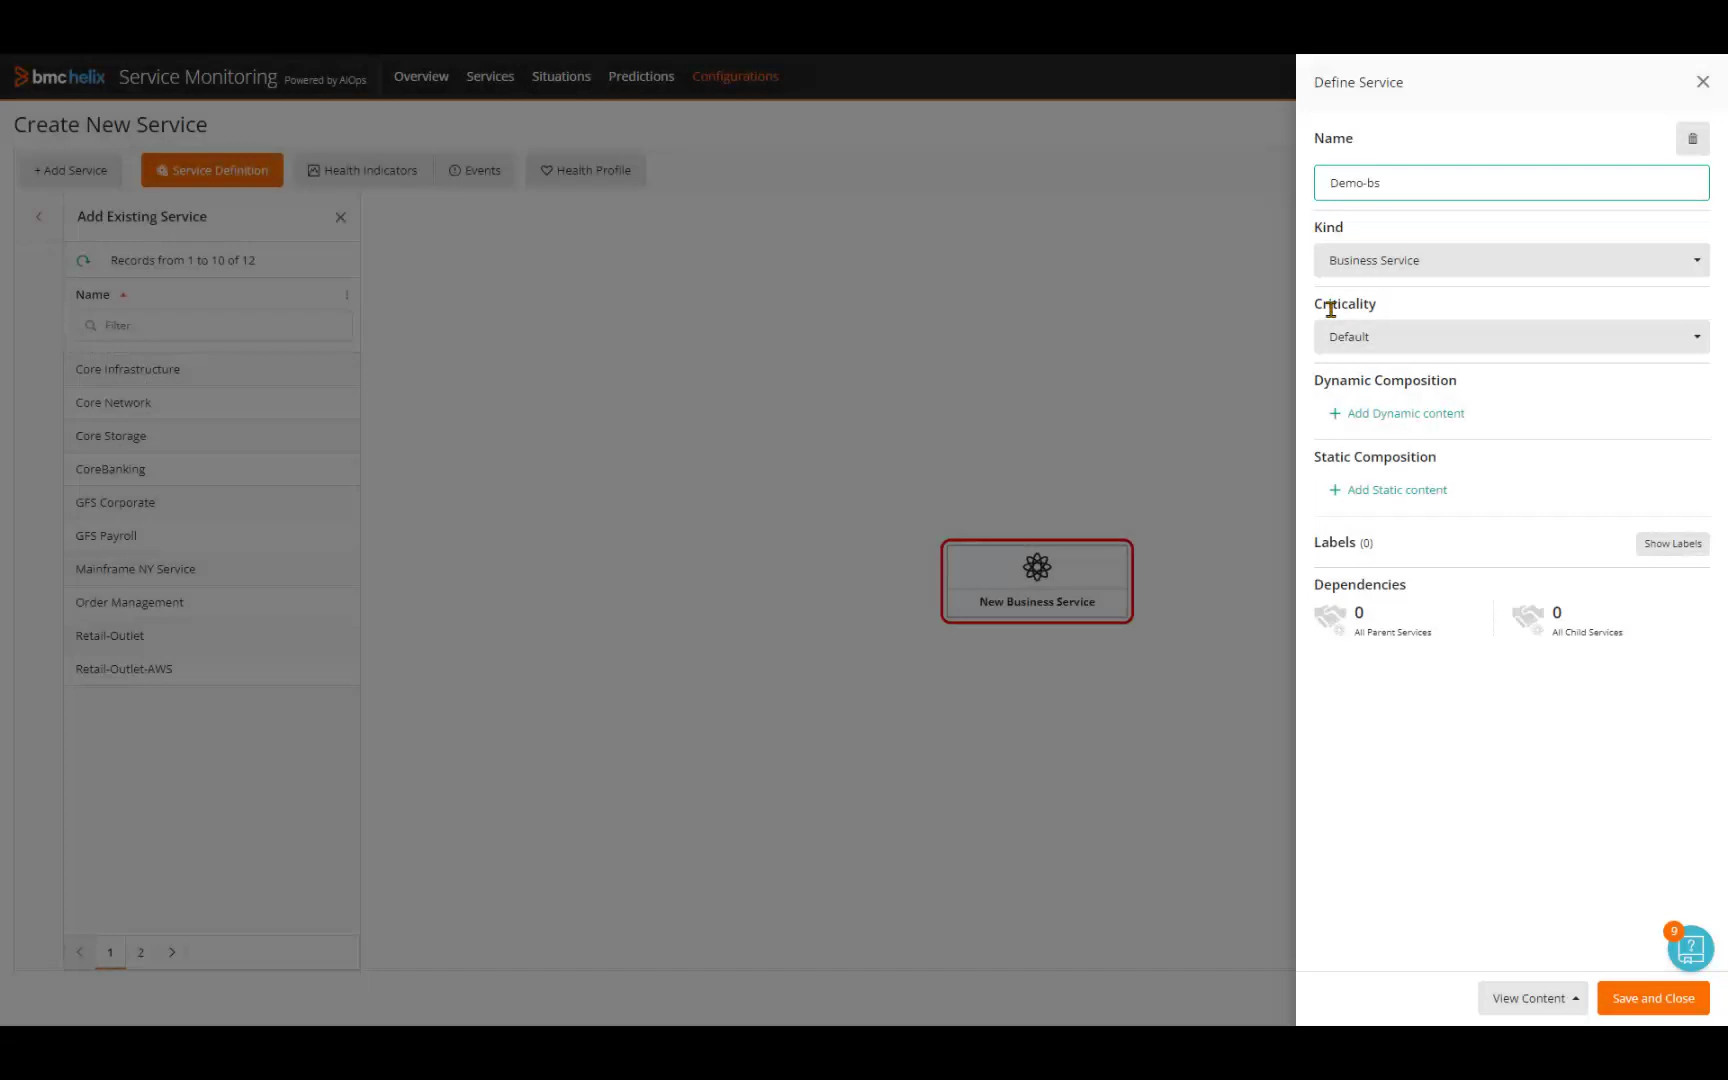 bmc helix Service Monitoring Powered by AIOps Overview Services Situations Predictions Configurations
Create New Service
+ Add Service Service Definition Health Indicators Events Health Profile
Add Existing Service
Records from 1 to 10 of 12
Name
Filter
Core Infrastructure
Core Network
Core Storage
CoreBanking
GFS Corporate
GFS Payroll
Mainframe NY Service
Order Management
Retail-Outlet
Retail-Outlet-AWS
1 2
New Business Service
Define Service
Name
Demo-bs
Kind
Business Service
Criticality
Default
Dynamic Composition
+ Add Dynamic content
Static Composition
+ Add Static content
Labels (0) Show Labels
Dependencies
0 0
All Parent Services All Child Services
9
?
View Content Save and Close